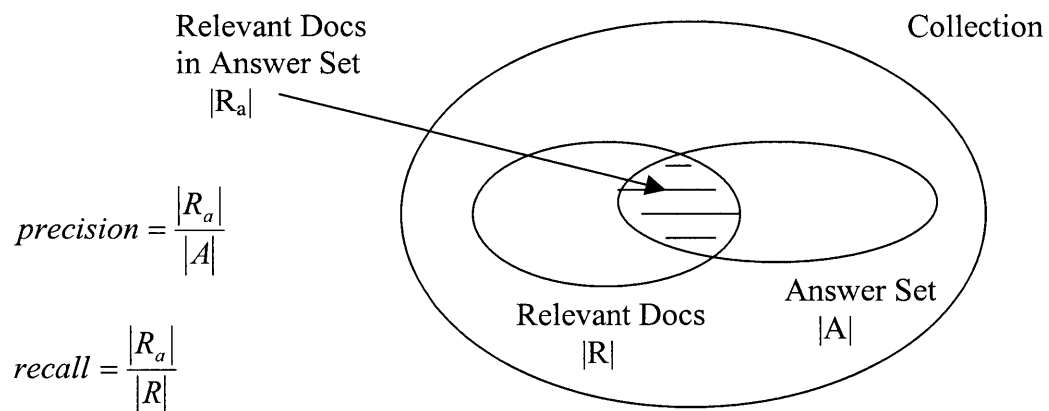 Relevant Docs
in Answer Set
|Rₐ|
Collection
precision = |Rₐ| / |A|
recall = |Rₐ| / |R|
Relevant Docs
|R|
Answer Set
|A|